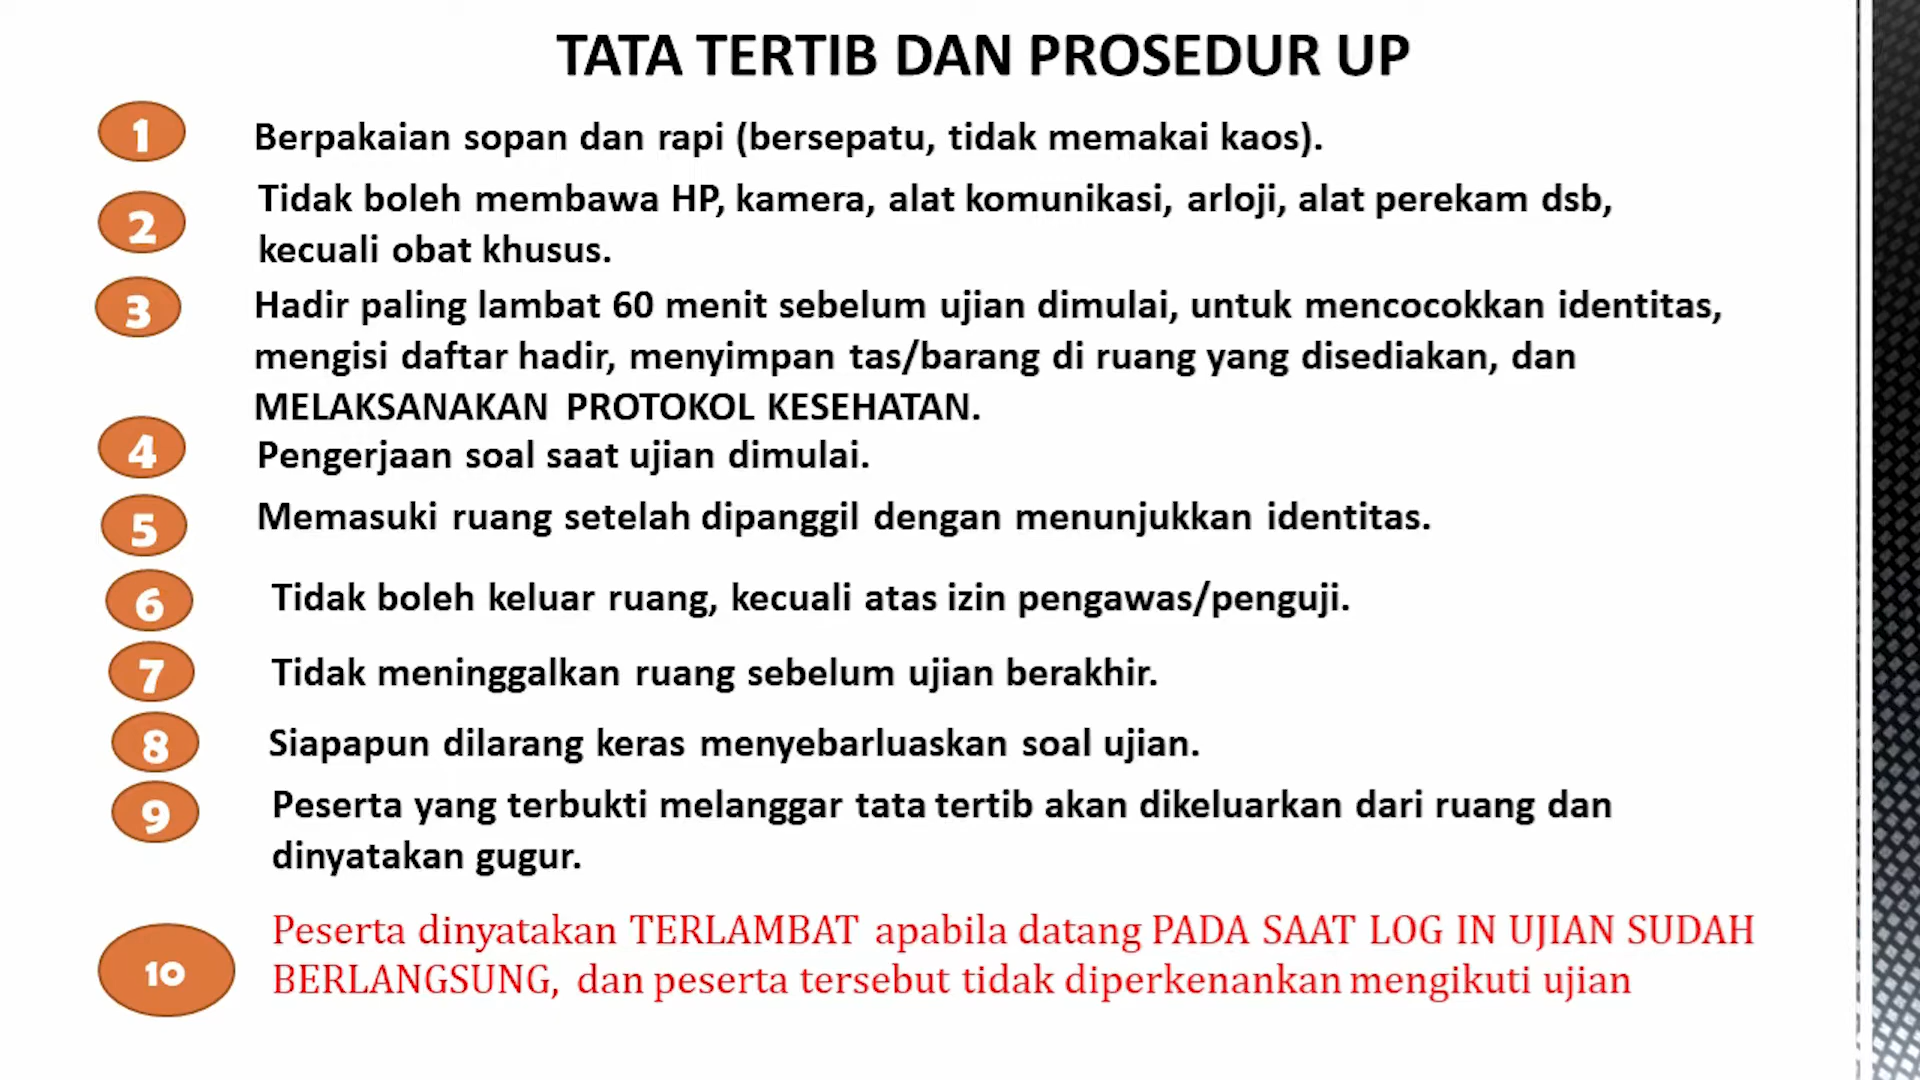 TATA TERTIB DAN PROSEDUR UP
1 Berpakaian sopan dan rapi (bersepatu, tidak memakai kaos).
2 Tidak boleh membawa HP, kamera, alat komunikasi, arloji, alat perekam dsb,
kecuali obat khusus.
3 Hadir paling lambat 60 menit sebelum ujian dimulai, untuk mencocokkan identitas,
mengisi daftar hadir, menyimpan tas/barang di ruang yang disediakan, dan
MELAKSANAKAN PROTOKOL KESEHATAN.
4 Pengerjaan soal saat ujian dimulai.
5 Memasuki ruang setelah dipanggil dengan menunjukkan identitas.
6 Tidak boleh keluar ruang, kecuali atas izin pengawas/penguji.
7 Tidak meninggalkan ruang sebelum ujian berakhir.
8 Siapapun dilarang keras menyebarluaskan soal ujian.
9 Peserta yang terbukti melanggar tata tertib akan dikeluarkan dari ruang dan
dinyatakan gugur.
10 Peserta dinyatakan TERLAMBAT apabila datang PADA SAAT LOG IN UJIAN SUDAH
BERLANGSUNG, dan peserta tersebut tidak diperkenankan mengikuti ujian